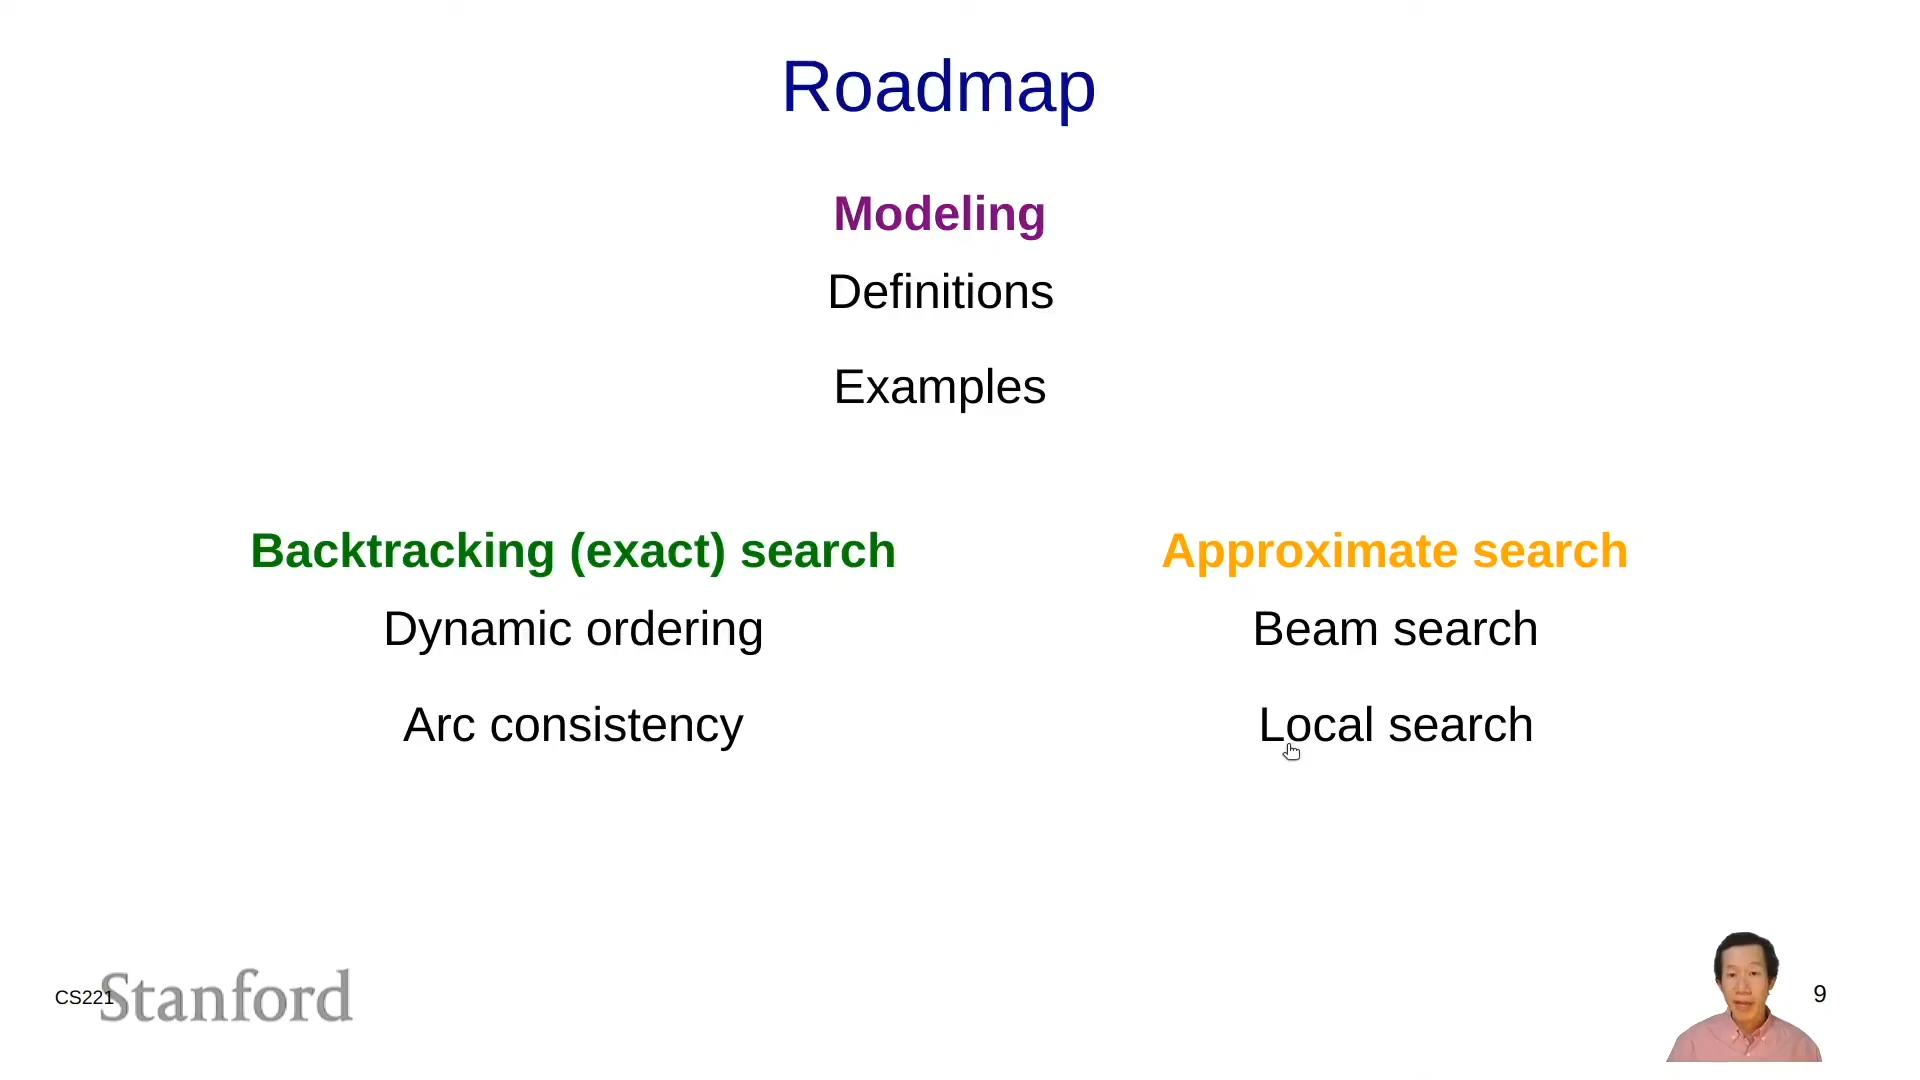 Roadmap
Modeling
Definitions
Examples
Backtracking (exact) search
Dynamic ordering
Arc consistency
Approximate search
Beam search
Local search
CS221
Stanford
9